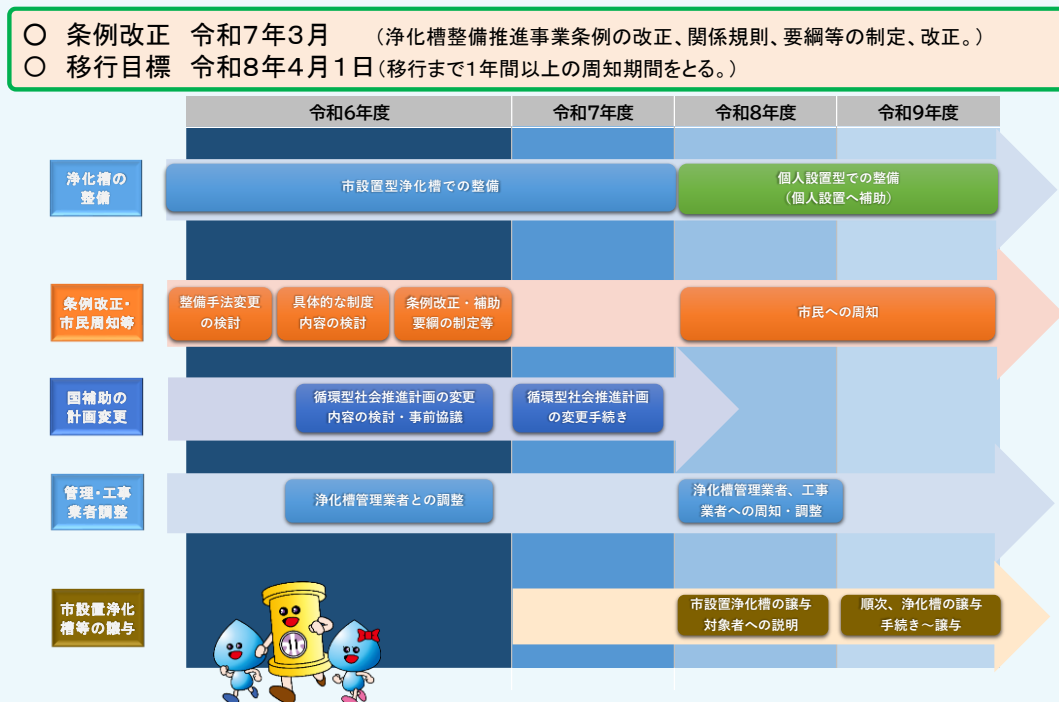 ○ 条例改正 令和7年3月 （浄化槽整備推進事業条例の改正、関係規則、要綱等の制定、改正。）
○ 移行目標 令和8年4月1日(移行まで1年間以上の周知期間をとる。）
令和6年度 令和7年度 令和8年度 令和9年度
浄化槽の
整備
市設置型浄化槽での整備
個人設置型での整備
（個人設置へ補助）
条例改正・
市民周知等
整備手法変更
の検討
具体的な制度
内容の検討
条例改正・補助
要綱の制定等
市民への周知
国補助の
計画変更
循環型社会推進計画の変更
内容の検討・事前協議
循環型社会推進計画
の変更手続き
管理・工事
業者調整
浄化槽管理業者との調整
浄化槽管理業者、工事
業者への周知・調整
市設置浄化
槽等の譲与
市設置浄化槽の譲与
対象者への説明
順次、浄化槽の譲与
手続き～譲与